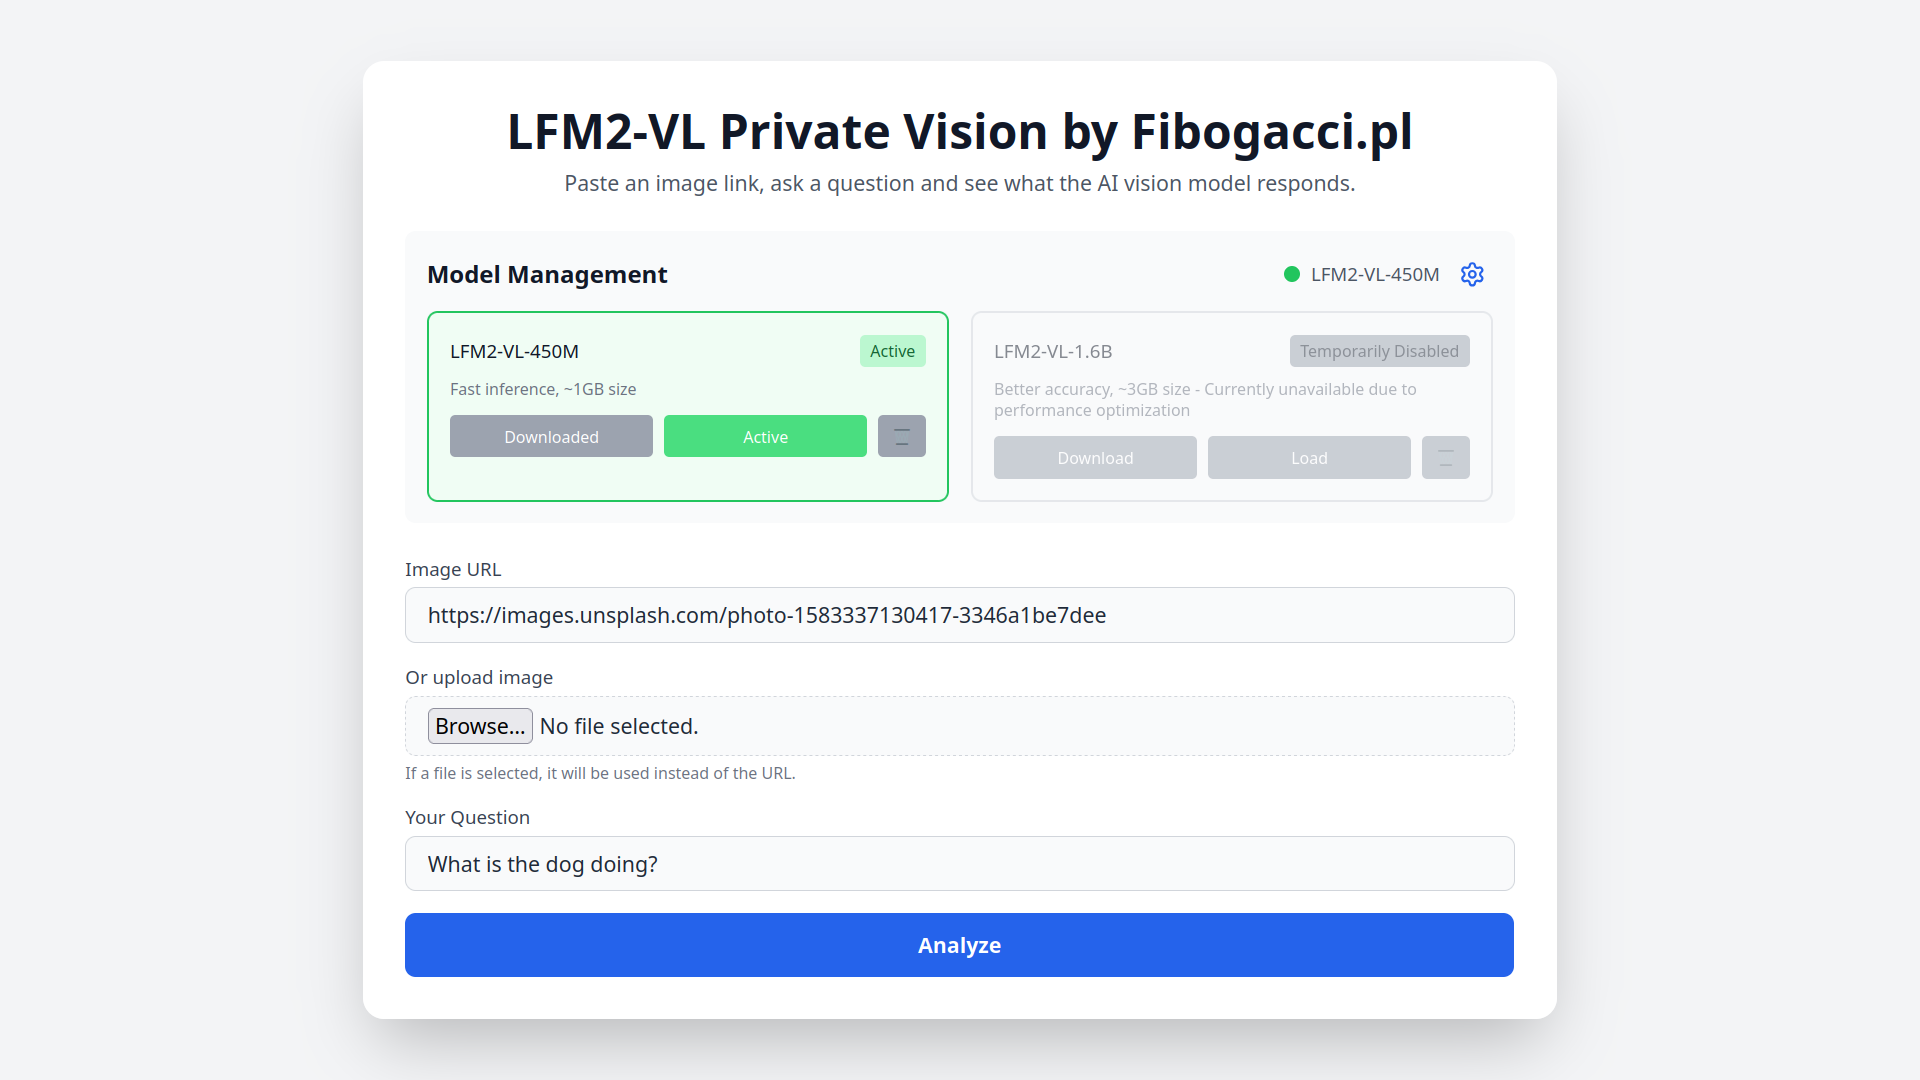 LFM2-VL Private Vision by Fibogacci.pl
Paste an image link, ask a question and see what the AI vision model responds.
Model Management
LFM2-VL-450M
LFM2-VL-450M
Active
Fast inference, ~1GB size
Downloaded
Active
LFM2-VL-1.6B
Temporarily Disabled
Better accuracy, ~3GB size - Currently unavailable due to
performance optimization
Download
Load
Image URL
https://images.unsplash.com/photo-1583337130417-3346a1be7dee
Or upload image
Browse... No file selected.
If a file is selected, it will be used instead of the URL.
Your Question
What is the dog doing?
Analyze